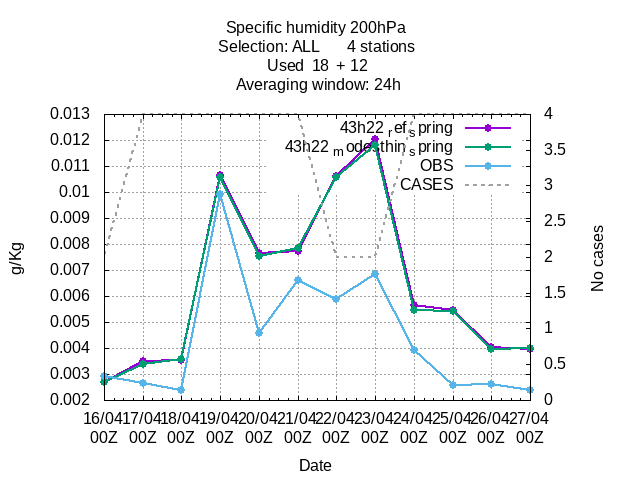 Specific humidity 200hPa
Selection: ALL 4 stations
Used 18 + 12
Averaging window: 24h
43h22 ref spring
43h22 modesthin spring
OBS
CASES
0.013
0.012
0.011
0.01
0.009
0.008
0.007
0.006
0.005
0.004
0.003
0.002
4
3.5
3
2.5
2
1.5
1
0.5
0
g/Kg
No cases
16/04 17/04 18/04 19/04 20/04 21/04 22/04 23/04 24/04 25/04 26/04 27/04
00Z 00Z 00Z 00Z 00Z 00Z 00Z 00Z 00Z 00Z 00Z 00Z
Date